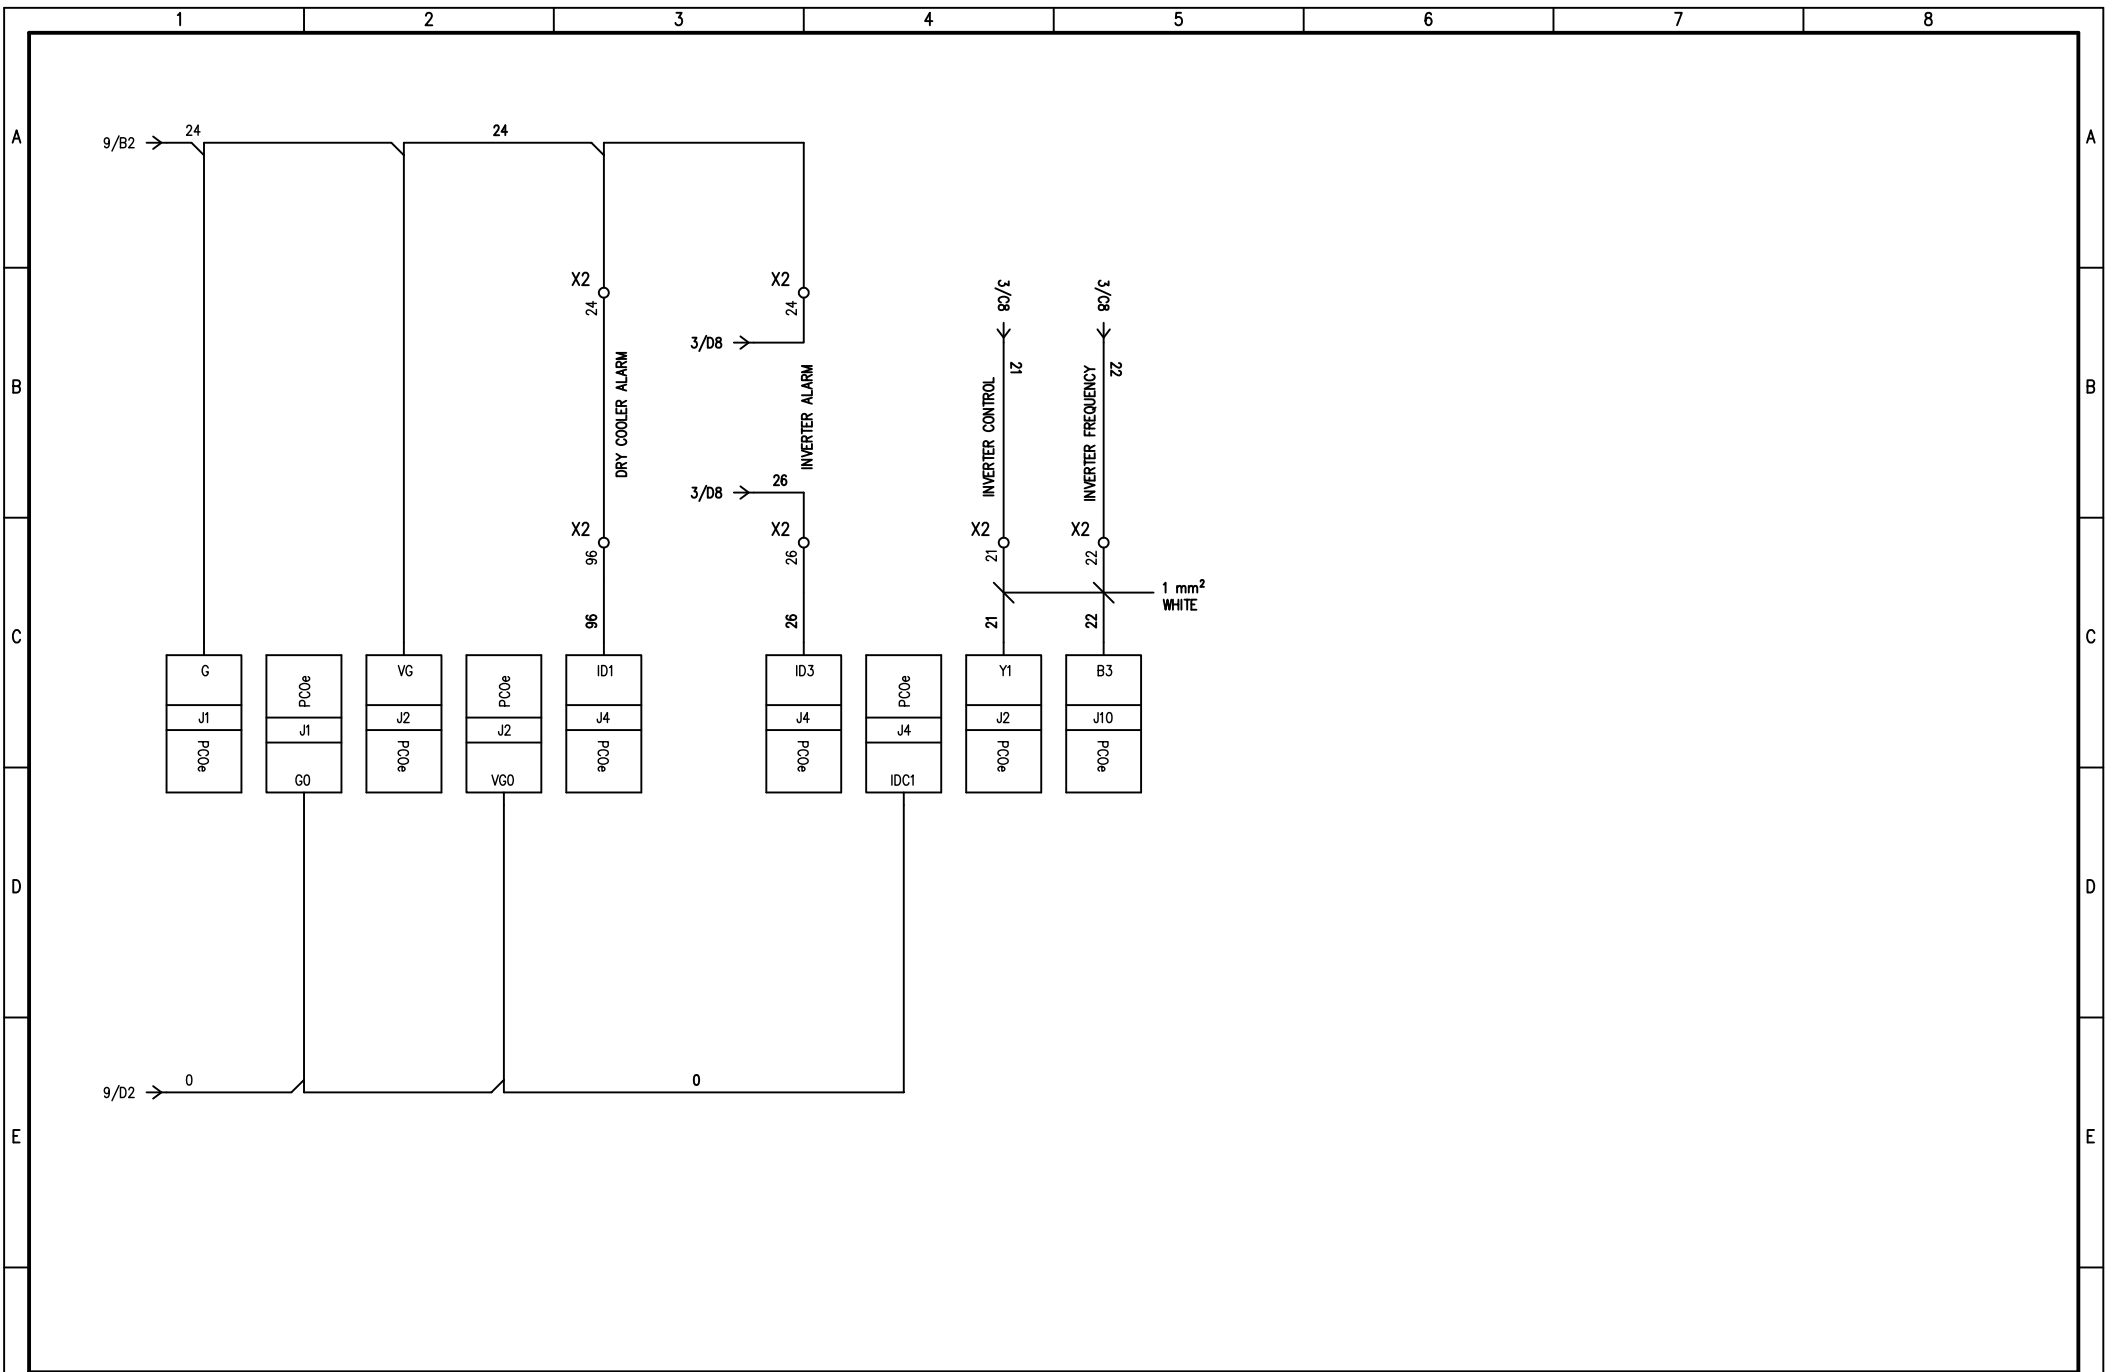 1 2 3 4 5 6 7 8
A A
24 24
9/B2
X2 X2
24 24
3/C8 3/C8
3/D8
21 22
B B
DRY COOLER ALARM
INVERTER ALARM
INVERTER CONTROL
INVERTER FREQUENCY
26
3/D8
X2 X2 X2 X2
96 26 21 22
1 mm²
WHITE
96 26 21 22
C C
G
J1
PCOe
PCOe
J1
G0
VG
J2
PCOe
PCOe
J2
VG0
ID1
J4
PCOe
ID3
J4
PCOe
PCOe
J4
IDC1
Y1
J2
PCOe
B3
J10
PCOe
D D
0 0
9/D2
E E